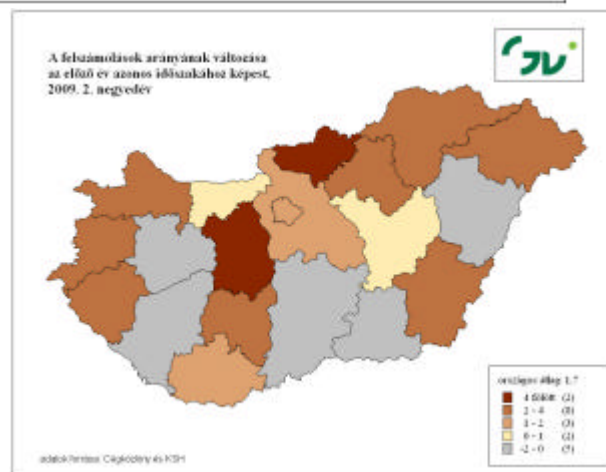 A felszámolások arányának változása
az előző év azonos időszakához képest,
2009. 2. negyedév
országos átlag 1.7
4 fölött (2)
2 - 4 (8)
1 - 2 (3)
0 - 1 (2)
-2 - 0 (5)
adatok forrása: Cégközlöny és KSH